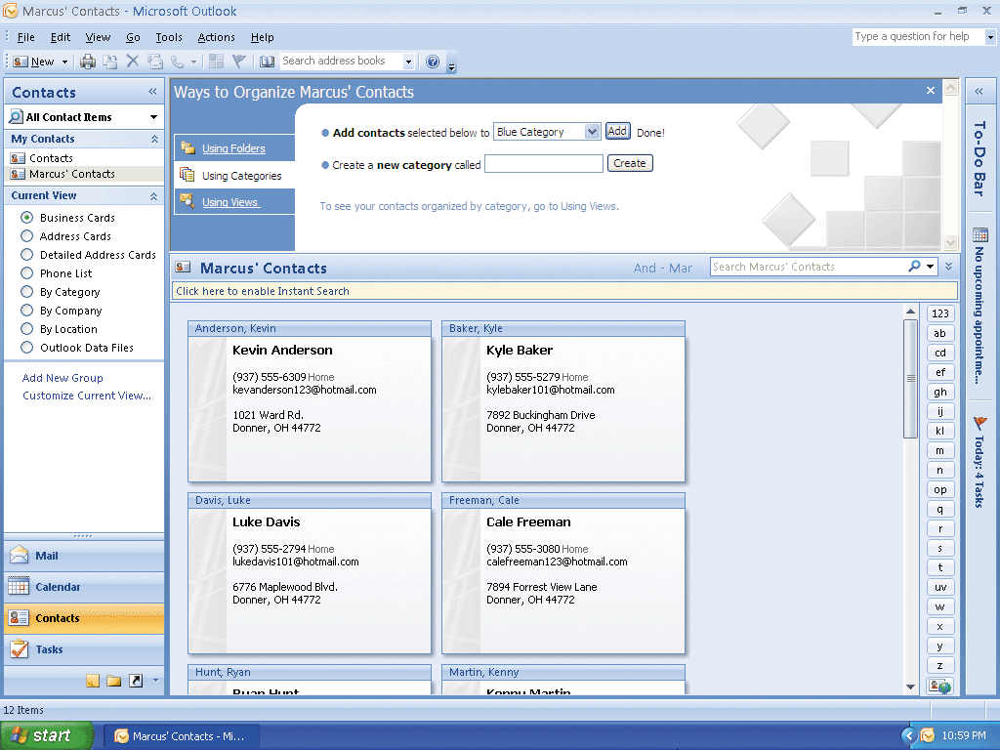 Marcus' Contacts - Microsoft Outlook
File Edit View Go Tools Actions Help
Type a question for help
New
Search address books
Contacts
All Contact Items
My Contacts
Contacts
Marcus' Contacts
Current View
Business Cards
Address Cards
Detailed Address Cards
Phone List
By Category
By Company
By Location
Outlook Data Files
Add New Group
Customize Current View...
Mail
Calendar
Contacts
Tasks
Ways to Organize Marcus' Contacts
Using Folders
Using Categories
Using Views
Add contacts selected below to Blue Category Add Done!
Create a new category called Create
To see your contacts organized by category, go to Using Views.
Marcus' Contacts
And - Mar
Search Marcus' Contacts
Click here to enable Instant Search
Anderson, Kevin
Kevin Anderson
(937) 555-6309 Home
kevanderson123@hotmail.com
1021 Ward Rd.
Donner, OH 44772
Baker, Kyle
Kyle Baker
(937) 555-5279 Home
kylebaker101@hotmail.com
7892 Buckingham Drive
Donner, OH 44772
Davis, Luke
Luke Davis
(937) 555-2794 Home
lukedavis101@hotmail.com
6776 Maplewood Blvd.
Donner, OH 44772
Freeman, Cale
Cale Freeman
(937) 555-3080 Home
calefreeman123@hotmail.com
7894 Forrest View Lane
Donner, OH 44772
Hunt, Ryan
Ryan Hunt
Martin, Kenny
Kenny Martin
123
ab
cd
ef
gh
ij
kl
m
n
op
q
r
s
t
uv
w
x
y
z
To-Do Bar
No upcoming appointme...
Today: 4 Tasks
12 Items
start
Marcus' Contacts - Mi...
10:59 PM